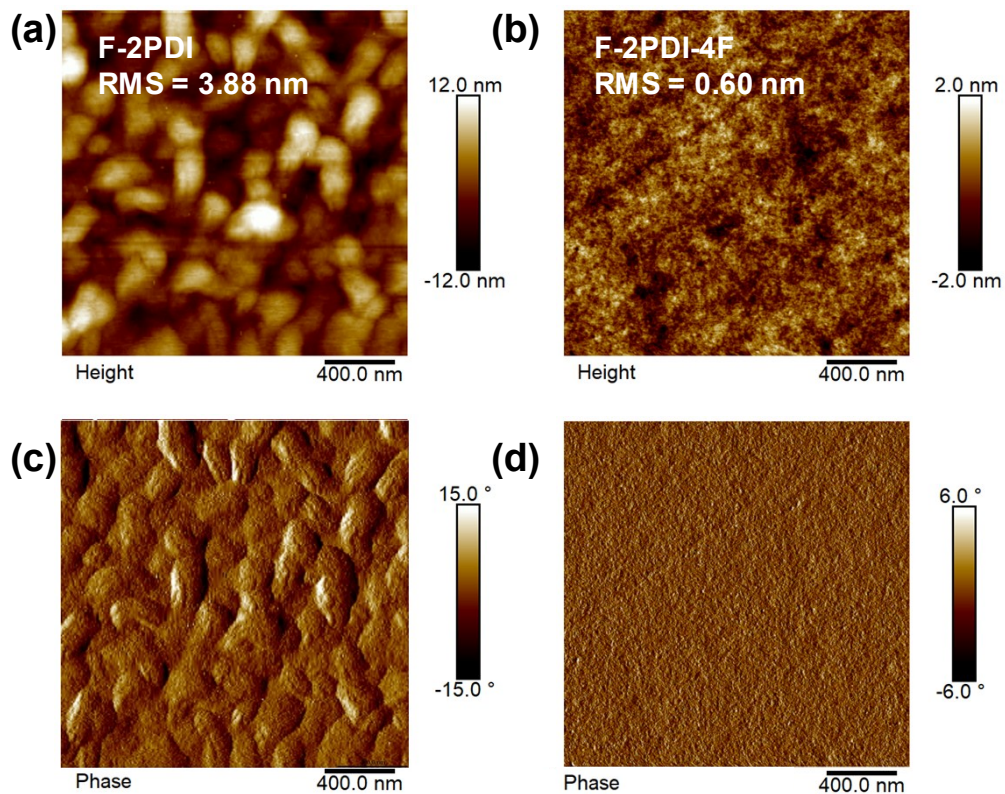 (a)
F-2PDI
RMS = 3.88 nm
12.0 nm
-12.0 nm
Height
400.0 nm
(b)
F-2PDI-4F
RMS = 0.60 nm
2.0 nm
-2.0 nm
Height
400.0 nm
(c)
15.0 °
-15.0 °
Phase
400.0 nm
(d)
6.0 °
-6.0 °
Phase
400.0 nm